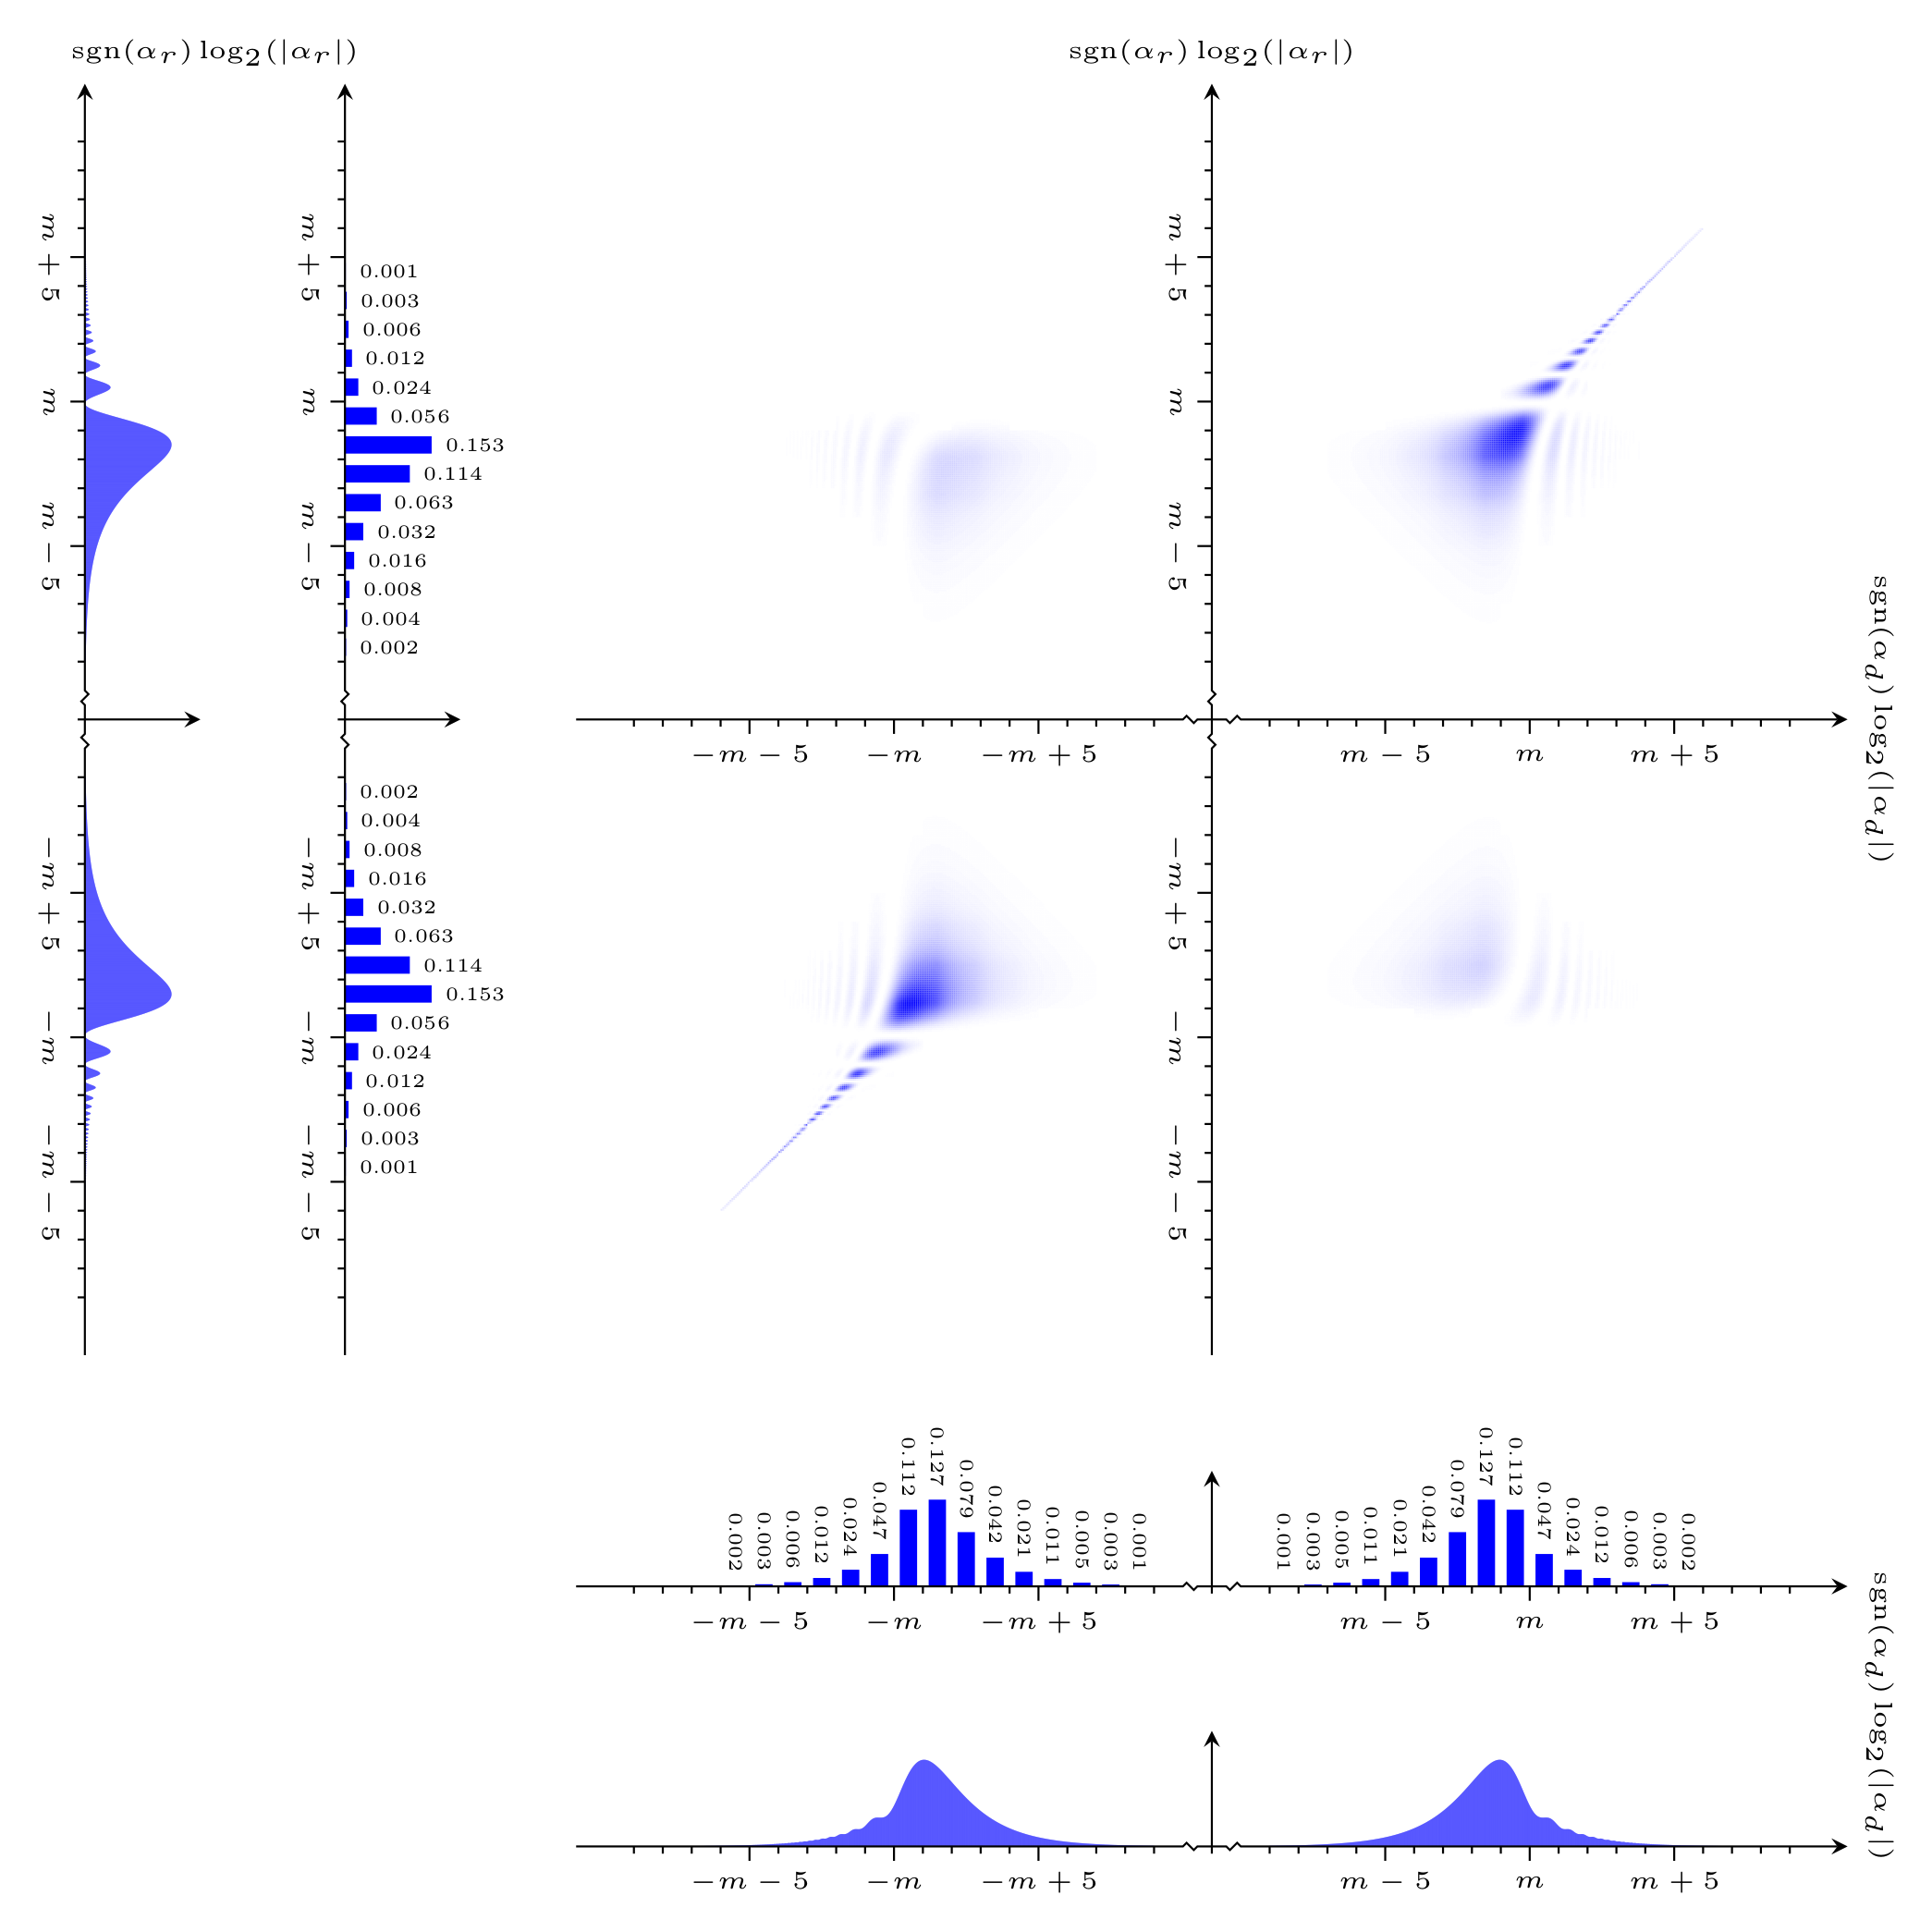 sgn(αᵣ) log₂(|αᵣ|)
sgn(αᵣ) log₂(|αᵣ|)
m + 5
m
m − 5
−m + 5
−m
−m − 5
m + 5
m
m − 5
−m + 5
−m
−m − 5
0.001
0.003
0.006
0.012
0.024
0.056
0.153
0.114
0.063
0.032
0.016
0.008
0.004
0.002
0.002
0.004
0.008
0.016
0.032
0.063
0.114
0.153
0.056
0.024
0.012
0.006
0.003
0.001
m + 5
m
m − 5
−m + 5
−m
−m − 5
−m − 5 −m −m + 5 m − 5 m m + 5
sgn(α_d) log₂(|α_d|)
0.002 0.003 0.006 0.012 0.024 0.047 0.112 0.127 0.079 0.042 0.021 0.011 0.005 0.003 0.001
0.001 0.003 0.005 0.011 0.021 0.042 0.079 0.127 0.112 0.047 0.024 0.012 0.006 0.003 0.002
−m − 5 −m −m + 5 m − 5 m m + 5
sgn(α_d) log₂(|α_d|)
−m − 5 −m −m + 5 m − 5 m m + 5